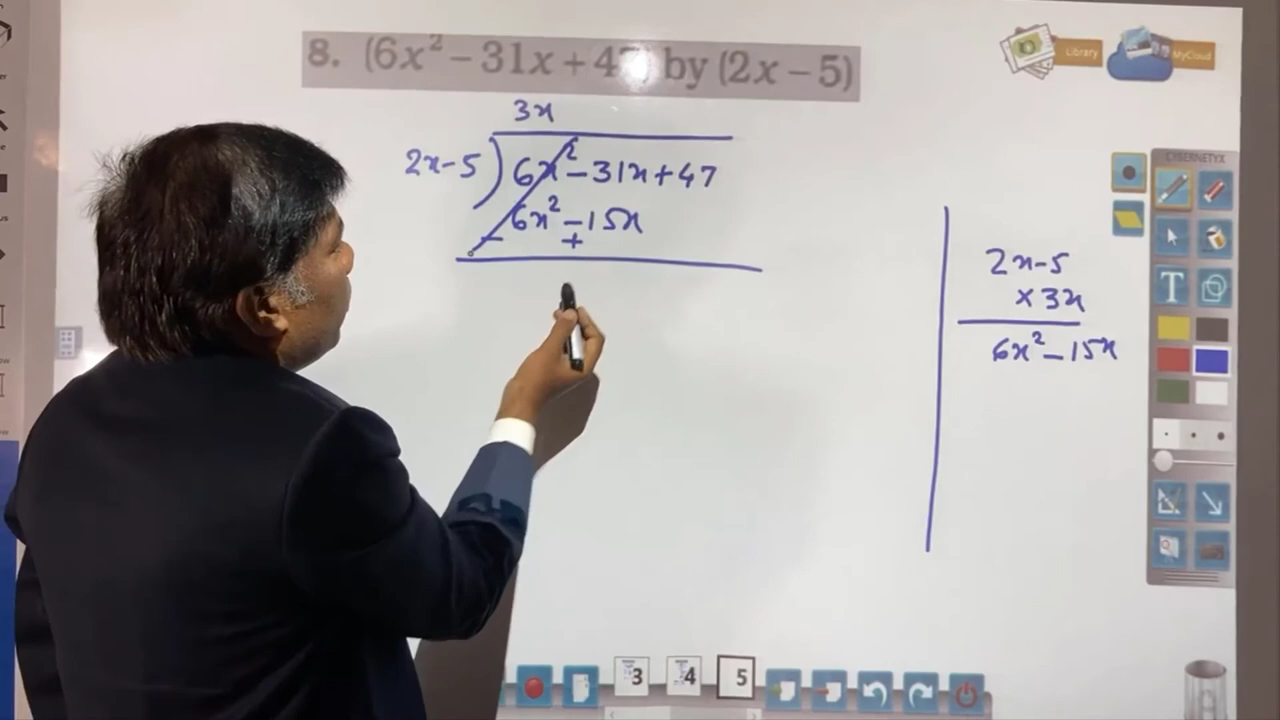 8. (6x² – 31x + 47) by (2x – 5)
Library
MyCloud
3x
2x-5) 6x² - 31x + 47
6x² - 15x
- +
2x-5
× 3x
6x² - 15x
CYBERNETYX
T
3
4
5